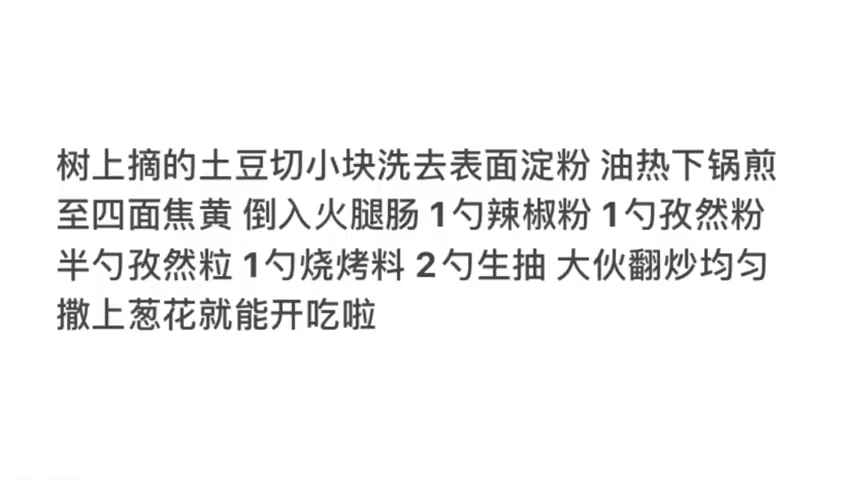 树上摘的土豆切小块洗去表面淀粉 油热下锅煎
至四面焦黄 倒入火腿肠 1勺辣椒粉 1勺孜然粉
半勺孜然粒 1勺烧烤料 2勺生抽 大伙翻炒均匀
撒上葱花就能开吃啦